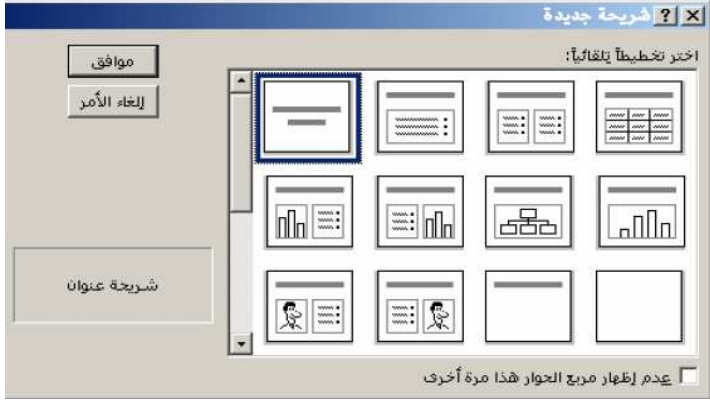 شريحة جديدة
اختر تخطيطاً تلقائياً:
موافق
إلغاء الأمر
شريحة عنوان
عدم إظهار مربع الحوار هذا مرة أخرى